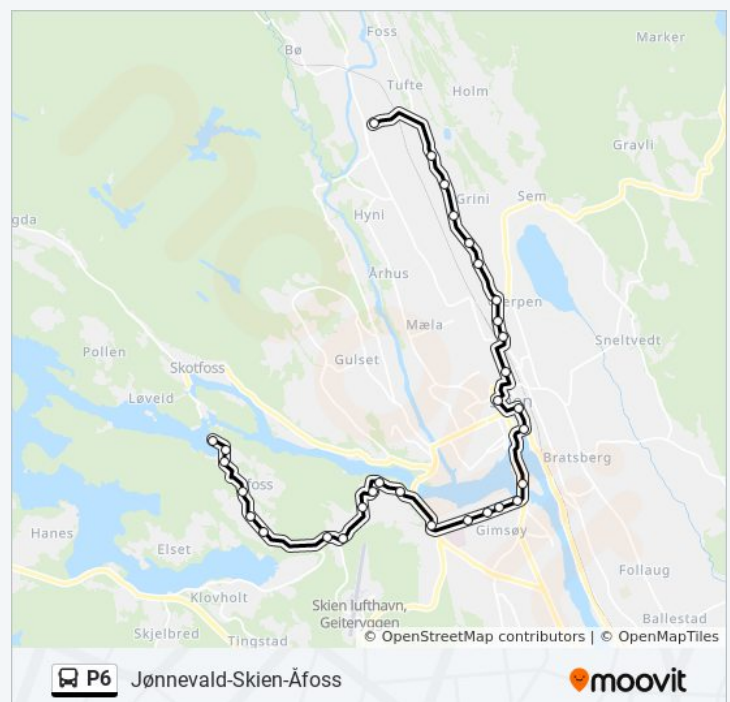 Foss
Marker
Bø
Tufte
Holm
Gravli
Grini
Sem
Hyni
Århus
Mæla
Sneltvedt
Pollen
Gulset
Skotfoss
Løveld
Bratsberg
Hanes
Elset
Gimsøy
Klovholt
Follaug
Skien lufthavn,
Geiteryggen
Skjelbred
Tingstad
Ballestad
© OpenStreetMap contributors | © OpenMapTiles
P6 Jønnevald-Skien-Åfoss
moovit